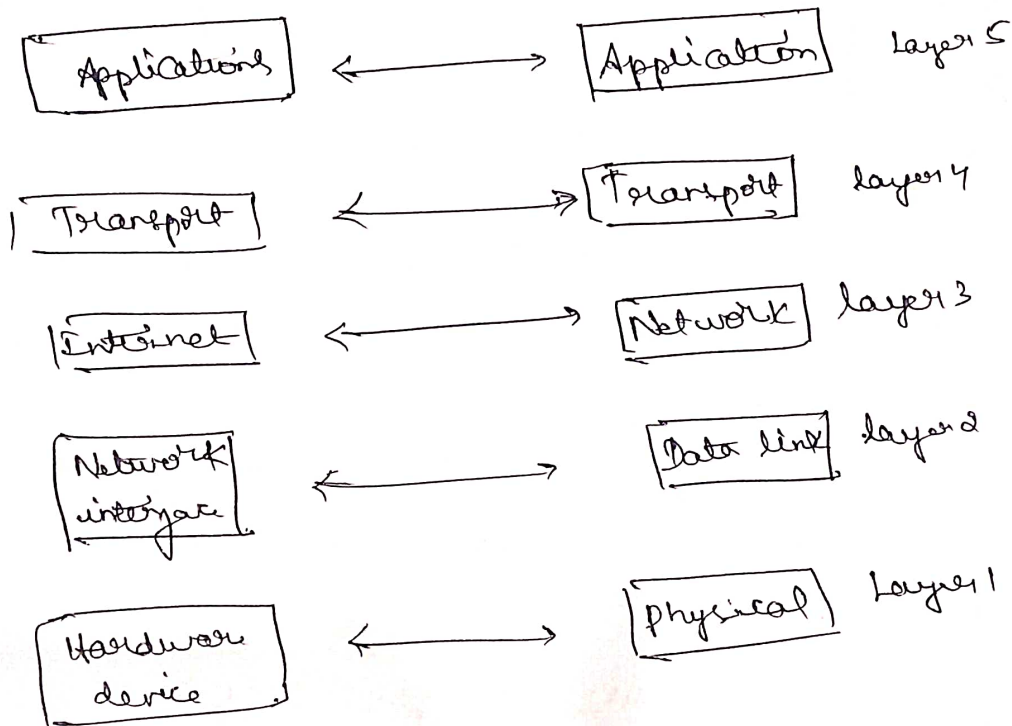 Applications Application Layer 5
Transport Transport layer 4
Internet Network layer 3
Network Data link layer 2
interface
Hardware Physical Layer 1
device